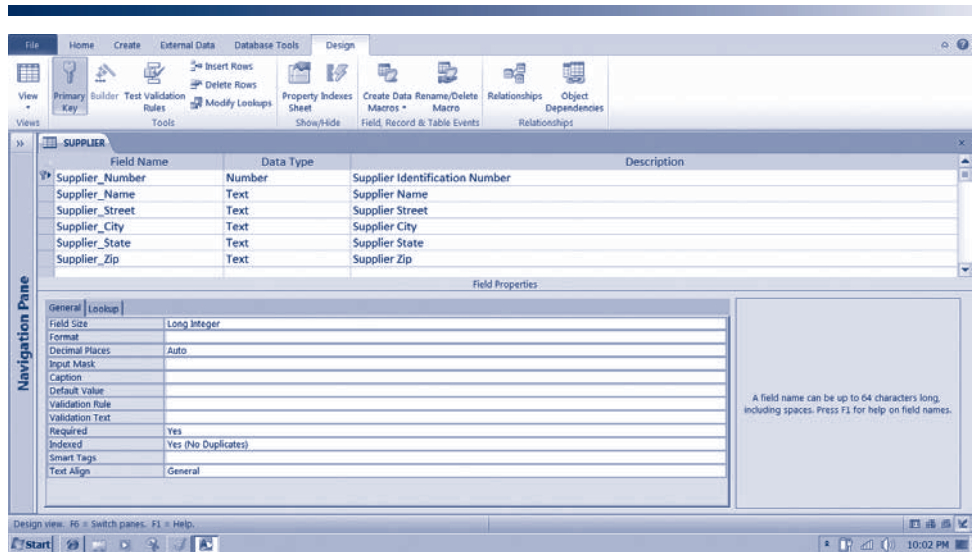 File Home Create External Data Database Tools Design
View Primary Key Builder Test Validation Rules Insert Rows Delete Rows Modify Lookups Property Sheet Indexes Create Data Macros Rename/Delete Macro Relationships Object Dependencies
Views Tools Show/Hide Field, Record & Table Events Relationships
SUPPLIER
Field Name Data Type Description
Supplier_Number Number Supplier Identification Number
Supplier_Name Text Supplier Name
Supplier_Street Text Supplier Street
Supplier_City Text Supplier City
Supplier_State Text Supplier State
Supplier_Zip Text Supplier Zip
Navigation Pane
Field Properties
General Lookup
Field Size Long Integer
Format
Decimal Places Auto
Input Mask
Caption
Default Value
Validation Rule
Validation Text
Required Yes
Indexed Yes (No Duplicates)
Smart Tags
Text Align General
A field name can be up to 64 characters long,
including spaces. Press F1 for help on field names.
Design view. F6 = Switch panes. F1 = Help.
Start 10:02 PM